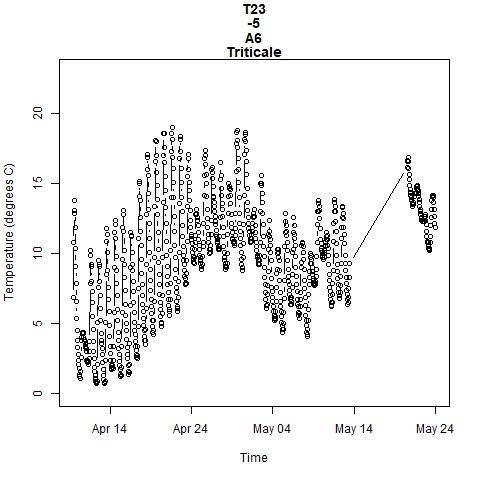 T23
-5
A6
Triticale
Temperature (degrees C)
20
15
10
5
0
Apr 14
Apr 24
May 04
May 14
May 24
Time